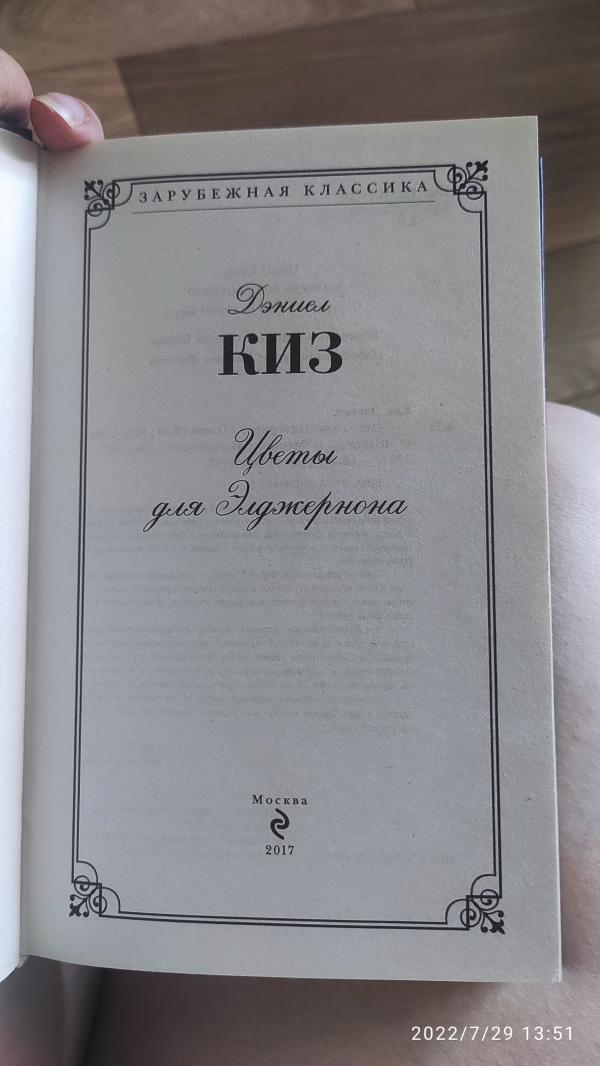 ЗАРУБЕЖНАЯ КЛАССИКА
Дэниел
КИЗ
Цветы
для Элджернона
Москва
2017
2022/7/29 13:51